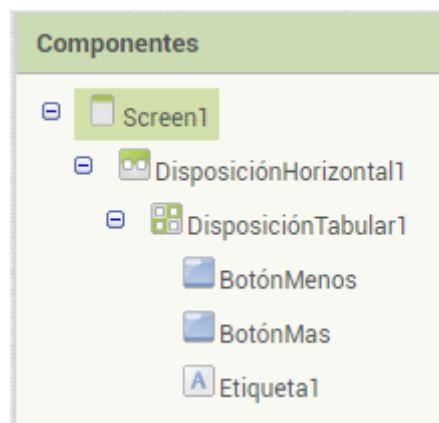 Componentes
Screen1
DisposiciónHorizontal1
DisposiciónTabular1
BotónMenos
BotónMas
A Etiqueta1